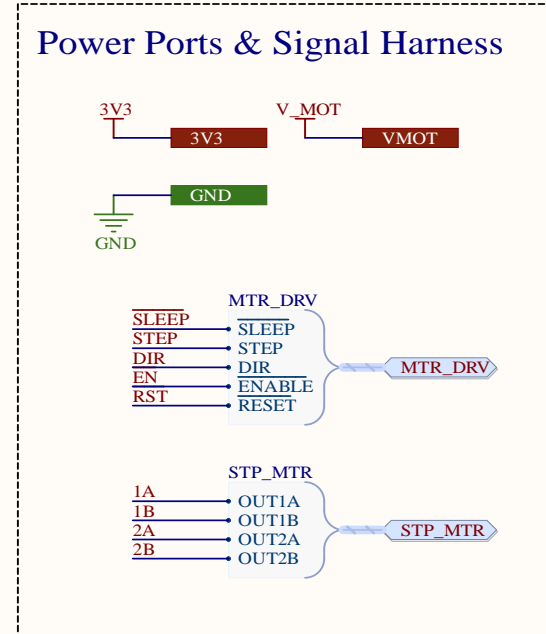 Power Ports & Signal Harness
3V3
V_MOT
3V3
VMOT
GND
GND
MTR_DRV
SLEEP
SLEEP
STEP
STEP
DIR
DIR
MTR_DRV
EN
ENABLE
RST
RESET
STP_MTR
1A
OUT1A
1B
OUT1B
2A
OUT2A
STP_MTR
2B
OUT2B